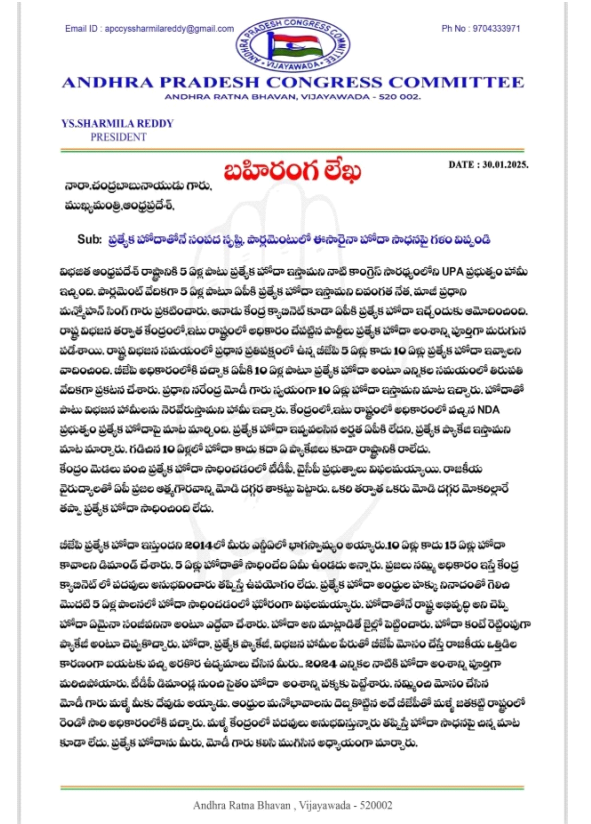 Email ID : apccyssharmilareddy@gmail.com
Ph No : 9704333971
ANDHRA PRADESH CONGRESS COMMITTEE
VIJAYAWADA
ANDHRA PRADESH CONGRESS COMMITTEE
ANDHRA RATNA BHAVAN, VIJAYAWADA - 520 002.
YS.SHARMILA REDDY
PRESIDENT
బహిరంగ లేఖ
DATE : 30.01.2025.
నారా.చంద్రబాబునాయుడు గారు,
ముఖ్యమంత్రి,ఆంధ్రప్రదేశ్,
Sub: ప్రత్యేక హోదాతోనే సంపద సృష్టి, పార్లమెంటులో ఈసారైనా హోదా సాధనపై గళం విప్పండి
విభజిత ఆంధ్రప్రదేశ్ రాష్ట్రానికి 5 ఏళ్ల పాటు ప్రత్యేక హోదా ఇస్తామని నాటి కాంగ్రెస్ సారథ్యంలోని UPA ప్రభుత్వం హామీ
ఇచ్చింది. పార్లమెంట్ వేదికగా 5 ఏళ్ల పాటూ ఏపీకి ప్రత్యేక హోదా ఇస్తామని దివంగత నేత, మాజీ ప్రధాని
మన్మోహన్ సింగ్ గారు ప్రకటించారు. ఆనాడు కేంద్ర క్యాబినెట్ కూడా ఏపీకి ప్రత్యేక హోదా ఇచ్చేందుకు ఆమోదించింది.
రాష్ట్ర విభజన తర్వాత కేంద్రంలో,ఇటు రాష్ట్రంలో అధికారం చేపట్టిన పార్టీలు ప్రత్యేక హోదా అంశాన్ని పూర్తిగా మరుగున
పడేశాయి. రాష్ట్ర విభజన సమయంలో ప్రధాన ప్రతిపక్షంలో ఉన్న బీజేపీ 5 ఏళ్లు కాదు 10 ఏళ్లు ప్రత్యేక హోదా ఇవ్వాలని
వాదించింది. బీజేపీ అధికారంలోకి వచ్చాక ఏపీకి 10 ఏళ్ల పాటూ ప్రత్యేక హోదా అంటూ ఎన్నికల సమయంలో తిరుపతి
వేదికగా ప్రకటన చేశారు. ప్రధాని నరేంద్ర మోడీ గారు స్వయంగా 10 ఏళ్లు హోదా ఇస్తామని మాట ఇచ్చారు. హోదాతో
పాటు విభజన హామీలను నెరవేరుస్తామని హామీ ఇచ్చారు. కేంద్రంలో,ఇటు రాష్ట్రంలో అధికారంలో వచ్చిన NDA
ప్రభుత్వం ప్రత్యేక హోదాపై మాట మార్చింది. ప్రత్యేక హోదా ఇవ్వవలసిన అర్హత ఏపీకి లేదని, ప్రత్యేక ప్యాకేజీ ఇస్తామని
మాట మార్చారు. గడిచిన 10 ఏళ్లలో హోదా కాదు కదా ఏ ప్యాకేజీలు కూడా రాష్ట్రానికి రాలేదు.
కేంద్రం మెడలు వంచి ప్రత్యేక హోదా సాధించడంలో టీడీపీ, వైసీపీ ప్రభుత్వాలు విఫలమయ్యాయి. రాజకీయ
వైరుధ్యాలతో ఏపీ ప్రజల ఆత్మగౌరవాన్ని మోడి దగ్గర తాకట్టు పెట్టారు. ఒకరి తర్వాత ఒకరు మోడి దగ్గర మోకరిల్లారే
తప్పా ప్రత్యేక హోదా సాధించింది లేదు.
బీజేపీ ప్రత్యేక హోదా ఇస్తుందని 2014లో మీరు ఎన్డీఏలో భాగస్వామ్యం అయ్యారు.10 ఏళ్లు కాదు 15 ఏళ్లు హోదా
కావాలని డిమాండ్ చేశారు. 5 ఏళ్లు హోదాతో సాధించేది ఏమీ ఉండదు అన్నారు. ప్రజలు నమ్మి అధికారం ఇస్తే కేంద్ర
క్యాబినెట్ లో పదవులు అనుభవించారు తప్పిస్తే ఉపయోగం లేదు. ప్రత్యేక హోదా ఆంధ్రుల హక్కు నినాదంతో గెలిచి
మొదటి 5 ఏళ్ల పాలనలో హోదా సాధించడంలో ఘోరంగా విఫలమయ్యారు. హోదాతోనే రాష్ట్ర అభివృద్ధి అని చెప్పి
హోదా ఏమైనా సంజీవనినా అంటూ ఎద్దేవా చేశారు. హోదా అని మాట్లాడితే జైల్లో పెట్టించారు. హోదా కంటే రెట్టింపుగా
ప్యాకేజీ అంటూ చెప్పుకొచ్చారు. హోదా, ప్రత్యేక ప్యాకేజీ, విభజన హామీల పేరుతో బీజేపీ మోసం చేస్తే రాజకీయ ఒత్తిడిల
కారణంగా బయటకు వచ్చి అరకొర ఉద్యమాలు చేసిన మీరు.. 2024 ఎన్నికల నాటికి హోదా అంశాన్ని పూర్తిగా
మరిచిపోయారు. టీడీపీ డిమాండ్ల నుంచి సైతం హోదా అంశాన్ని పక్కకు పెట్టేశారు. నమ్మించి మోసం చేసిన
మోడీ గారు మళ్ళీ మీకు దేవుడు అయ్యాడు. ఆంధ్రుల మనోభావాలను దెబ్బకొట్టిన అదే బీజేపీతో మళ్ళీ జతకట్టి రాష్ట్రంలో
రెండో సారి అధికారంలోకి వచ్చారు. మళ్ళీ కేంద్రంలో పదవులు అనుభవిస్తున్నారు తప్పిస్తే హోదా సాధనపై చిన్న మాట
కూడా లేదు. ప్రత్యేక హోదాను మీరు, మోడీ గారు కలిసి ముగిసిన అధ్యాయంగా మార్చారు.
Andhra Ratna Bhavan , Vijayawada - 520002